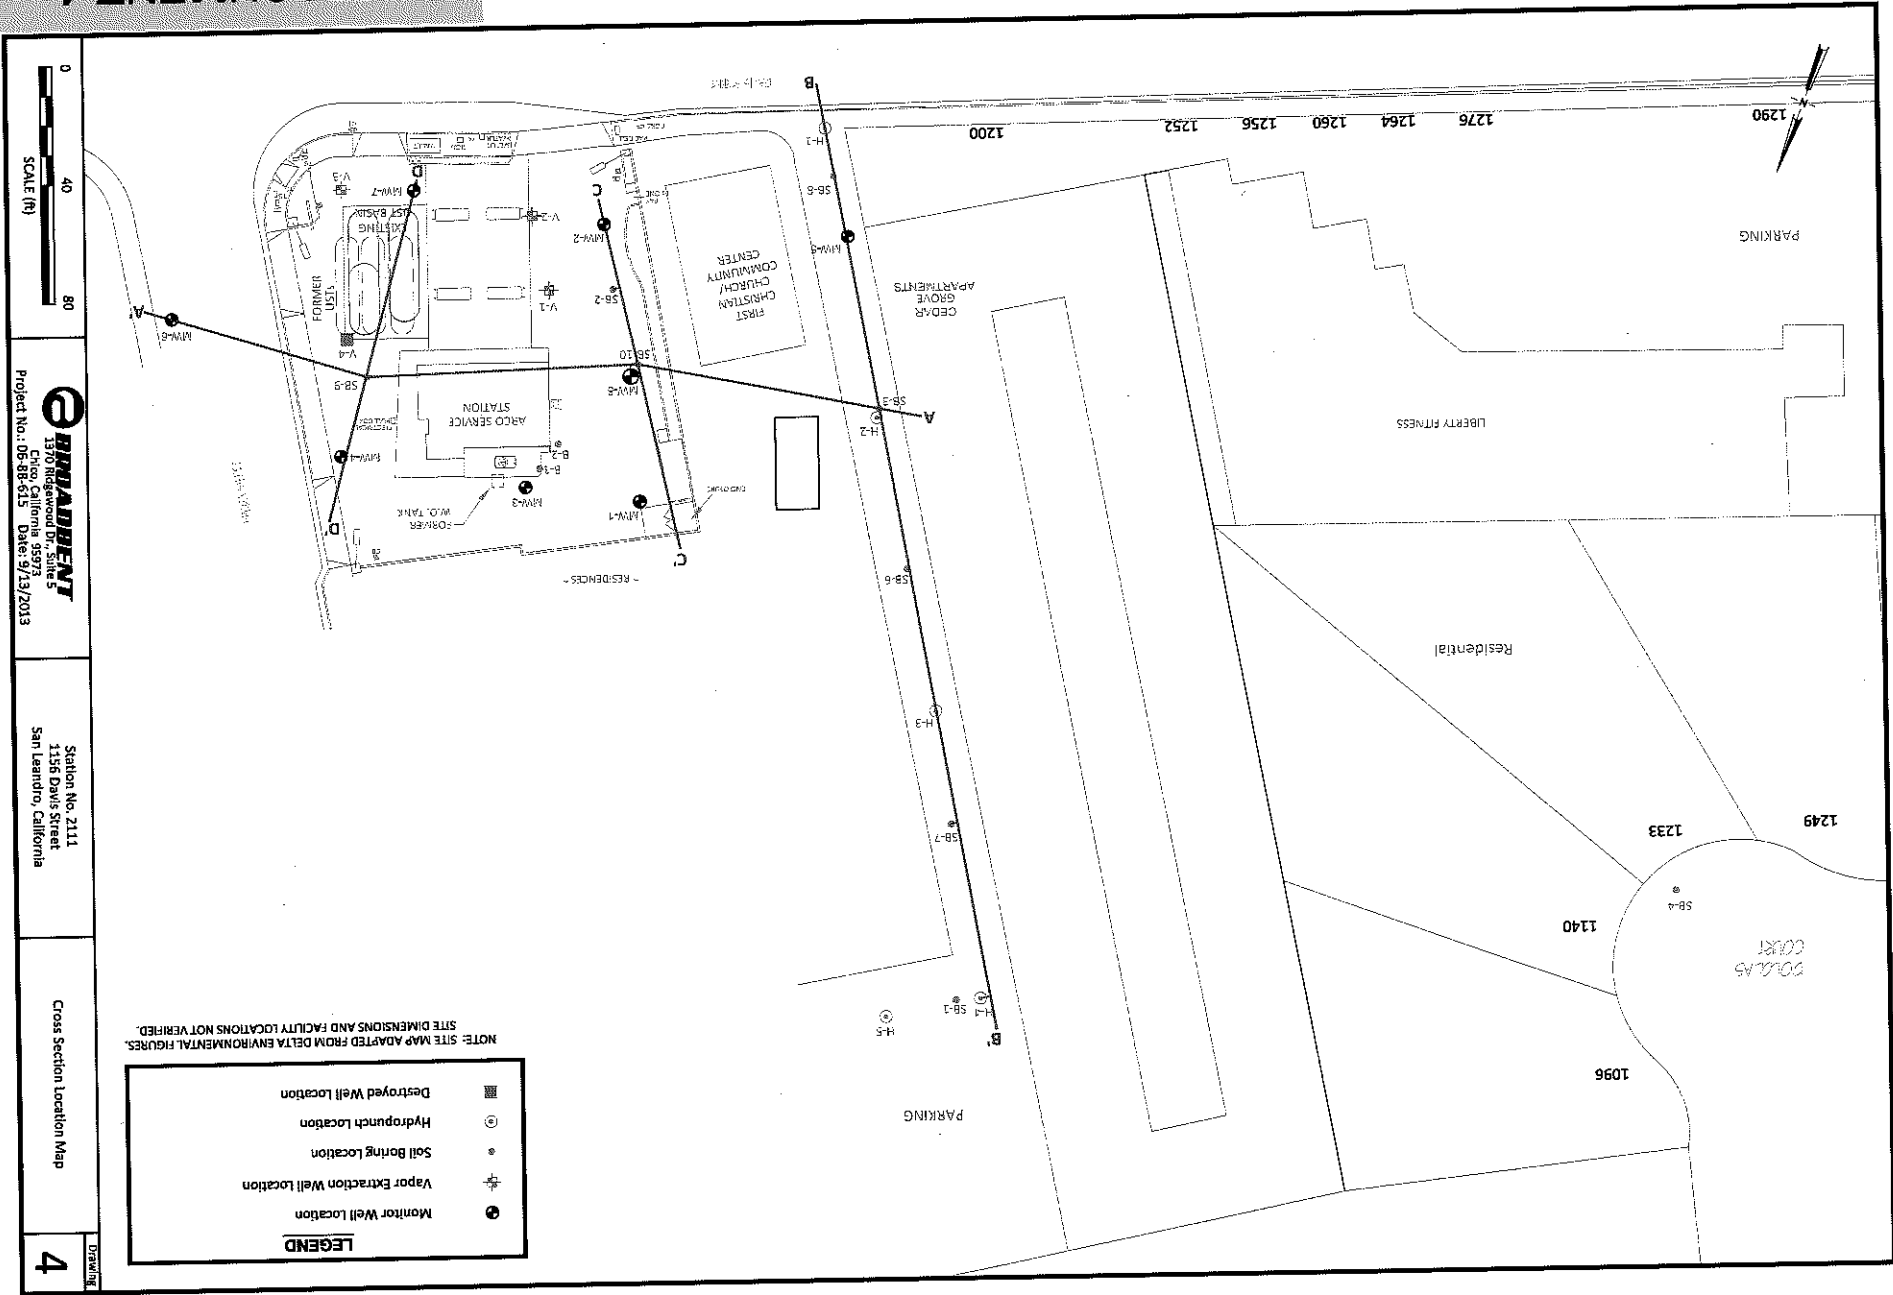 0 40 80
SCALE (ft)
BROADBENT
1370 Ridgewood Dr., Suite 5
Chico, California 95973
Project No.: 06-88-615 Date: 9/13/2013
Station No. 2111
1156 Davis Street
San Leandro, California
Cross Section Location Map
Drawing
4
LEGEND
Monitor Well Location
Vapor Extraction Well Location
Soil Boring Location
Hydropunch Location
Destroyed Well Location
NOTE: SITE MAP ADAPTED FROM DELTA ENVIRONMENTAL FIGURES.
SITE DIMENSIONS AND FACILITY LOCATIONS NOT VERIFIED.
PARKING
1096
DOUGLAS
COURT
SB-4
1140
1233
1249
Residential
LIBERTY FITNESS
PARKING
1290
1276
1264
1260
1256
1252
1200
N
B'
H-4
SB-1
H-5
SB-7
H-3
SB-6
H-2
SB-3
A
CEDAR
GROVE
APARTMENTS
MW-5
SB-8
H-1
B
FIRST
CHRISTIAN
CHURCH/
COMMUNITY
CENTER
~ RESIDENCES ~
C'
MW-1
MW-3
FORMER
W.O. TANK
B-16
B-2
ARCO SERVICE
STATION
MW-8
SB-10
SB-2
MW-2
C
V-1
V-2
D'
MW-4
SB-9
V-4
FORMER
USTS
EXISTING
UST BASIN
MW-7
D
V-3
MW-6
A'